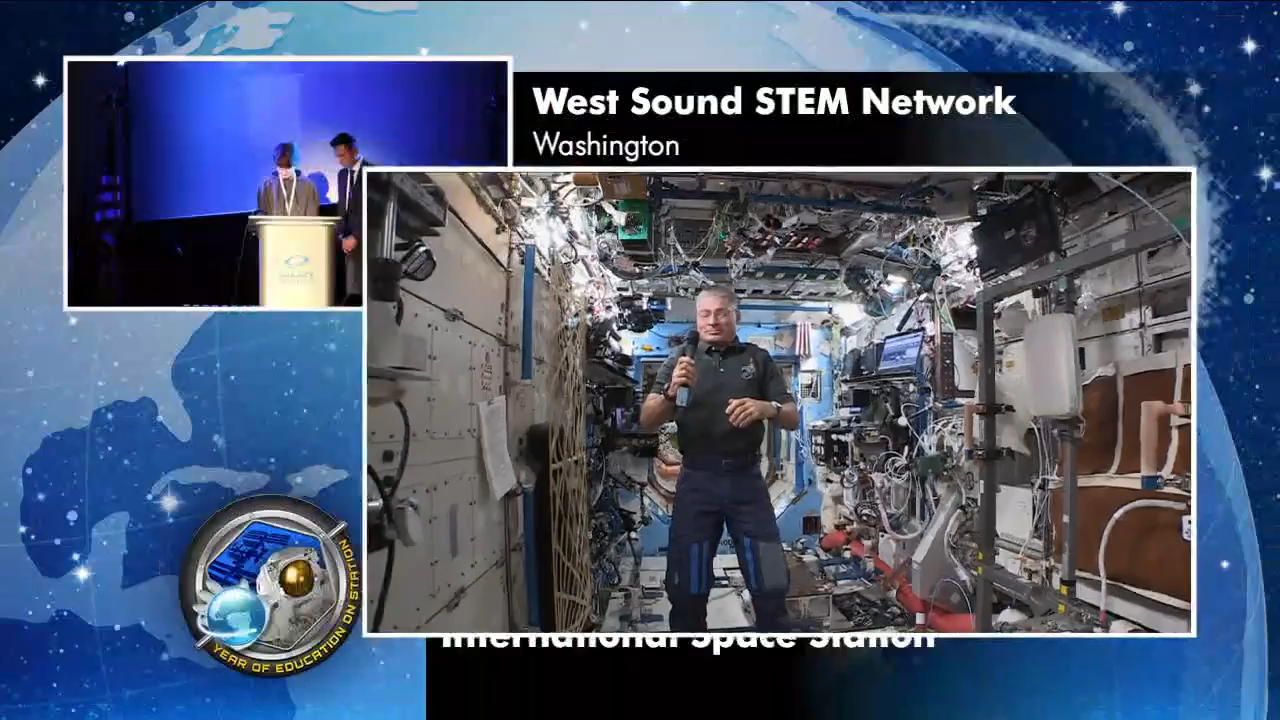 West Sound STEM Network
Washington
International Space Station
YEAR OF EDUCATION ON STATION